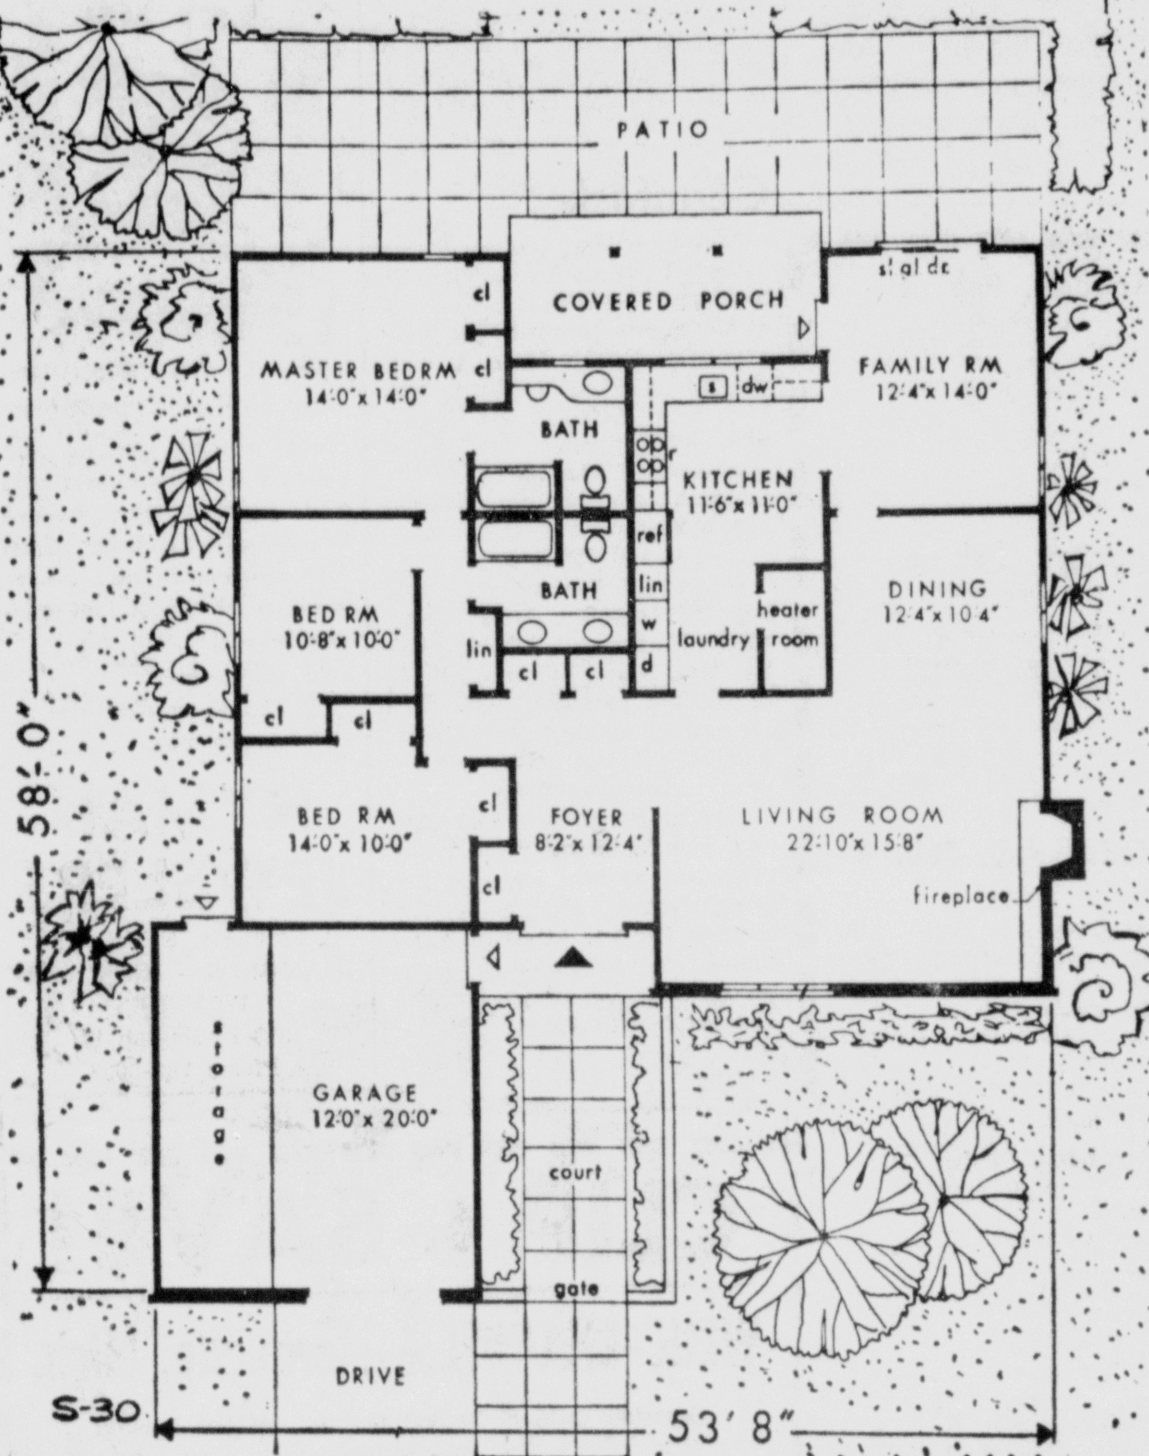 PATIO
sl gl dr
cl
COVERED PORCH
MASTER BEDRM
14'-0" x 14'-0"
cl
FAMILY RM
12'-4" x 14'-0"
s
dw
BATH
r
KITCHEN
11'-6" x 11'-0"
ref
BATH
lin
DINING
12'-4" x 10'-4"
BED RM
10'-8" x 10'-0"
heater
room
w
laundry
lin
d
cl
cl
cl
cl
58'-0"
cl
BED RM
14'-0" x 10'-0"
FOYER
8'-2" x 12'-4"
LIVING ROOM
22'-10" x 15'-8"
cl
fireplace
storage
GARAGE
12'-0" x 20'-0"
court
gate
DRIVE
S-30
53' 8"